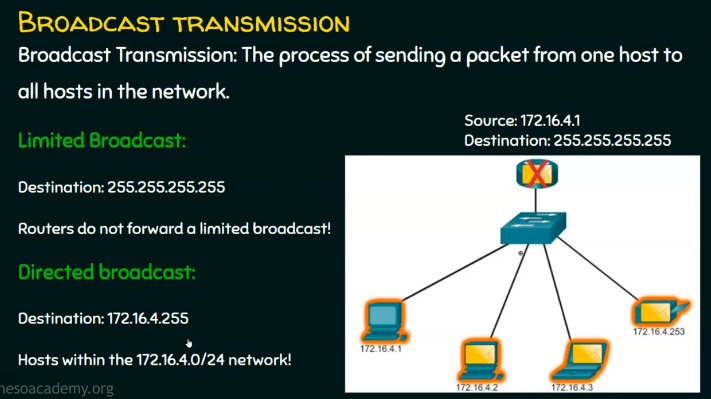 BROADCAST TRANSMISSION
Broadcast Transmission: The process of sending a packet from one host to
all hosts in the network.
Source: 172.16.4.1
Destination: 255.255.255.255
Limited Broadcast:
Destination: 255.255.255.255
Routers do not forward a limited broadcast!
Directed broadcast:
Destination: 172.16.4.255
Hosts within the 172.16.4.0/24 network!
172.16.4.1
172.16.4.2
172.16.4.3
172.16.4.253
nesoacademy.org